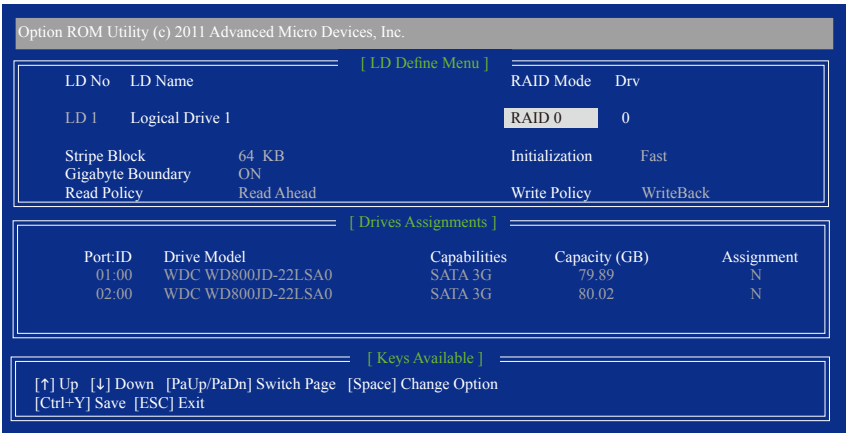 Option ROM Utility (c) 2011 Advanced Micro Devices, Inc.
[ LD Define Menu ]
LD No LD Name RAID Mode Drv
LD 1 Logical Drive 1 RAID 0 0
Stripe Block 64 KB Initialization Fast
Gigabyte Boundary ON
Read Policy Read Ahead Write Policy WriteBack
[ Drives Assignments ]
Port:ID Drive Model Capabilities Capacity (GB) Assignment
01:00 WDC WD800JD-22LSA0 SATA 3G 79.89 N
02:00 WDC WD800JD-22LSA0 SATA 3G 80.02 N
[ Keys Available ]
[↑] Up [↓] Down [PaUp/PaDn] Switch Page [Space] Change Option
[Ctrl+Y] Save [ESC] Exit